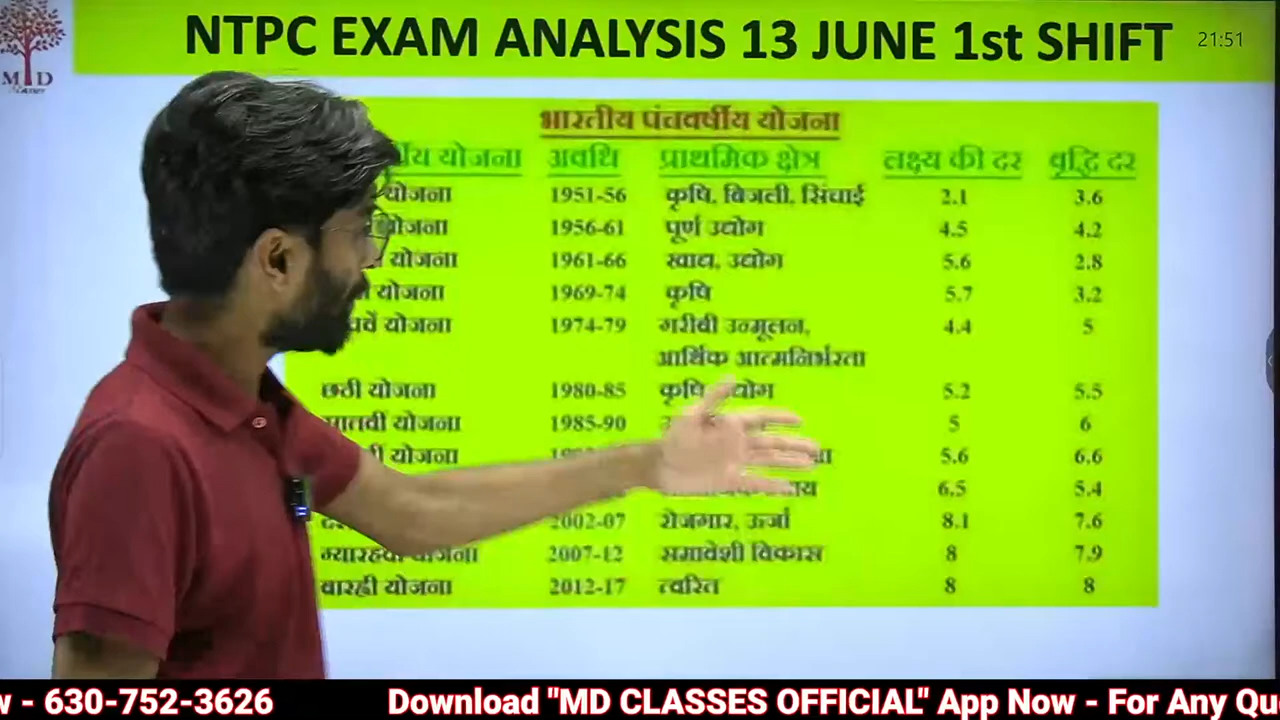 NTPC EXAM ANALYSIS 13 JUNE 1st SHIFT 21:51
MD
Classes
भारतीय पंचवर्षीय योजना
योजना अवधि प्राथमिक क्षेत्र लक्ष्य की दर वृद्धि दर
योजना 1951-56 कृषि, बिजली, सिंचाई 2.1 3.6
योजना 1956-61 पूर्ण उद्योग 4.5 4.2
योजना 1961-66 खाद्य, उद्योग 5.6 2.8
योजना 1969-74 कृषि 5.7 3.2
योजना 1974-79 गरीबी उन्मूलन, 4.4 5
आर्थिक आत्मनिर्भरता
छठी योजना 1980-85 कृषि 5.2 5.5
योजना 1985-90 5 6
योजना 5.6 6.6
6.5 5.4
2002-07 रोजगार, ऊर्जा 8.1 7.6
ग्यारहवीं योजना 2007-12 समावेशी विकास 8 7.9
बारहीं योजना 2012-17 त्वरित 8 8
- 630-752-3626 Download "MD CLASSES OFFICIAL" App Now - For Any